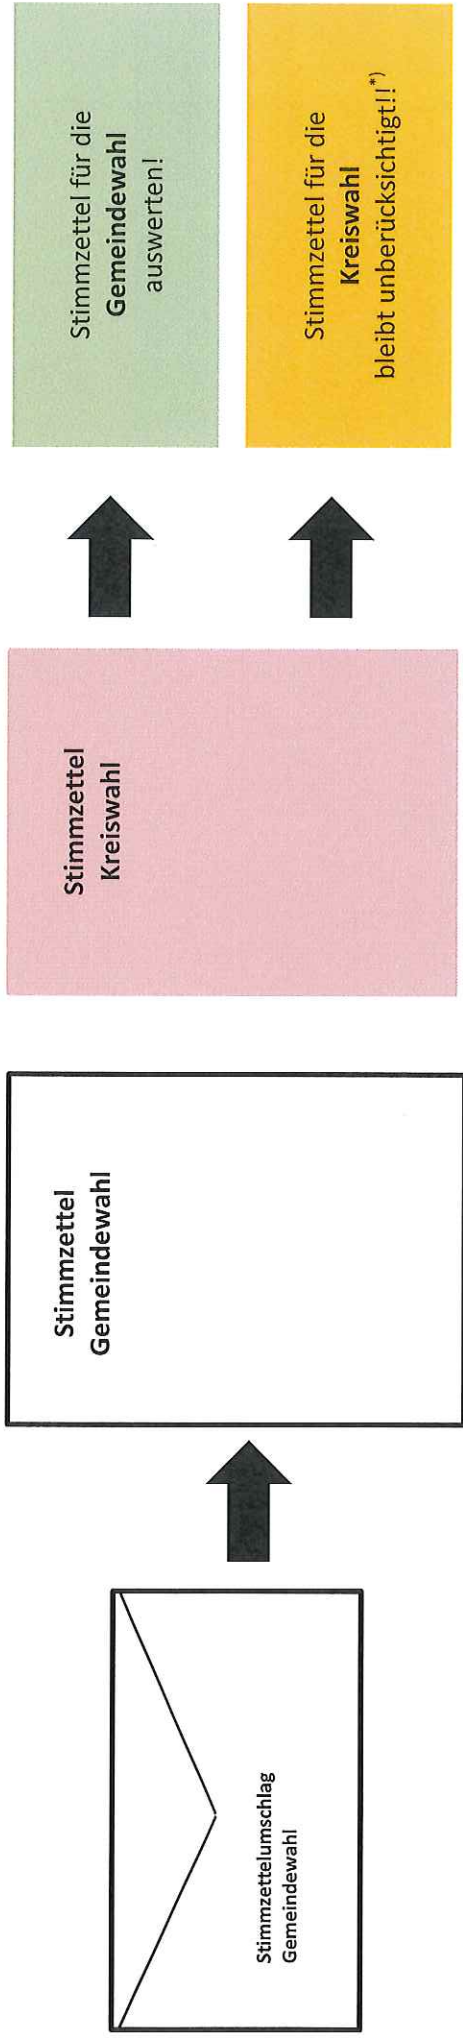 Stimmzettelumschlag
Gemeindewahl
Stimmzettel
Gemeindewahl
Stimmzettel
Kreiswahl
Stimmzettel für die
Gemeindewahl
auswerten!
Stimmzettel für die
Kreiswahl
bleibt unberücksichtigt!!*)